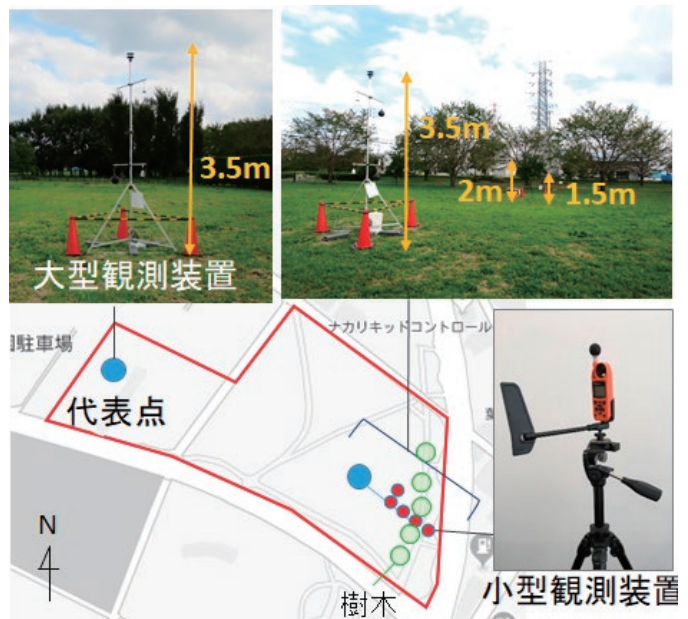 3.5m
大型観測装置
3.5m
2m
1.5m
ナカリキッドコントロール
駐車場
代表点
N
樹木
小型観測装置